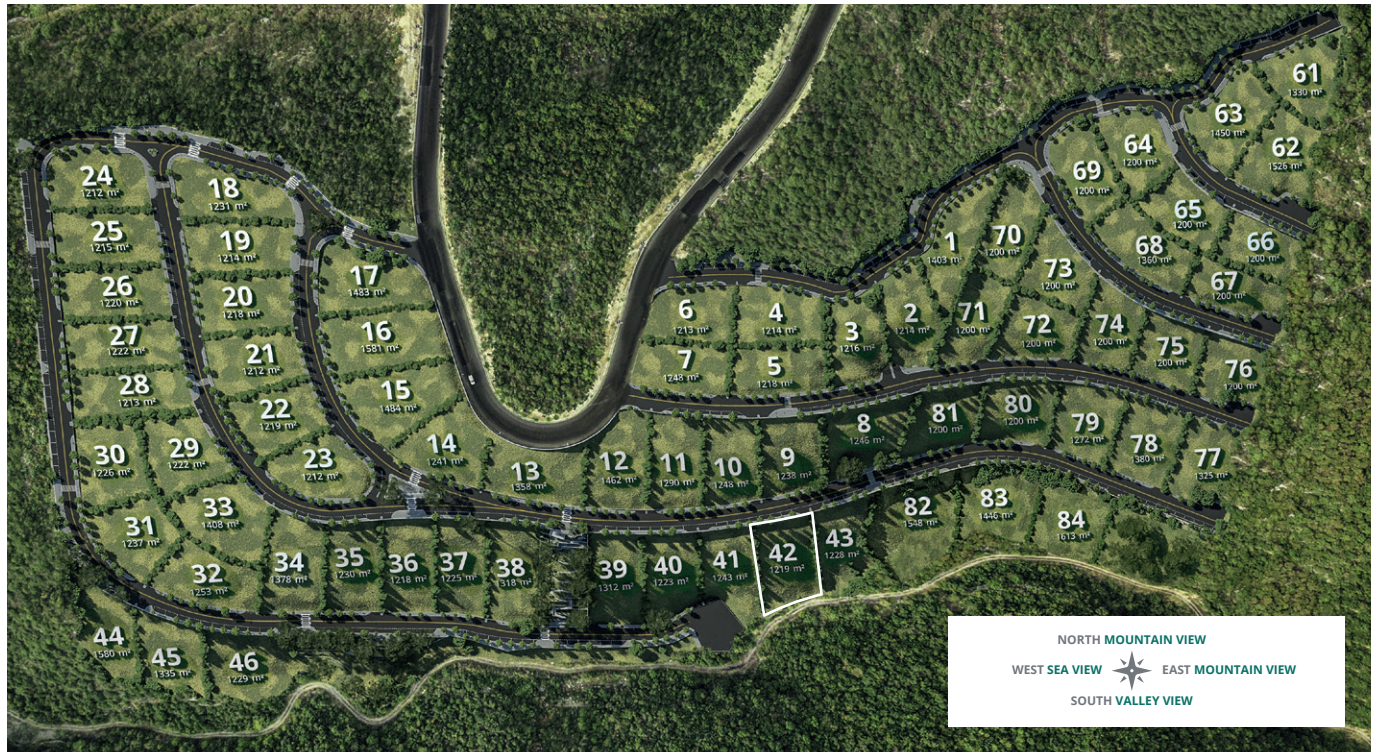 61
1330 m²
63
1450 m²
62
1526 m²
64
1200 m²
69
1200 m²
65
1200 m²
66
1200 m²
68
1360 m²
67
1200 m²
24
1212 m²
18
1231 m²
25
1215 m²
19
1214 m²
17
1483 m²
1
1403 m²
70
1200 m²
73
1200 m²
26
1220 m²
20
1218 m²
6
1213 m²
4
1214 m²
3
1216 m²
2
1214 m²
71
1200 m²
72
1200 m²
74
1200 m²
75
1200 m²
76
1200 m²
27
1222 m²
21
1212 m²
16
1581 m²
7
1248 m²
5
1218 m²
28
1213 m²
22
1219 m²
15
1484 m²
8
1246 m²
81
1200 m²
80
1200 m²
79
1272 m²
78
1380 m²
77
1325 m²
30
1226 m²
29
1222 m²
23
1212 m²
14
1241 m²
13
1358 m²
12
1462 m²
11
1290 m²
10
1248 m²
9
1238 m²
31
1237 m²
33
1408 m²
82
1548 m²
83
1446 m²
84
1613 m²
32
1253 m²
34
1378 m²
35
1230 m²
36
1218 m²
37
1225 m²
38
318 m²
39
1312 m²
40
1223 m²
41
1243 m²
42
1219 m²
43
1228 m²
44
1580 m²
45
1335 m²
46
1229 m²
NORTH MOUNTAIN VIEW
WEST SEA VIEW EAST MOUNTAIN VIEW
SOUTH VALLEY VIEW